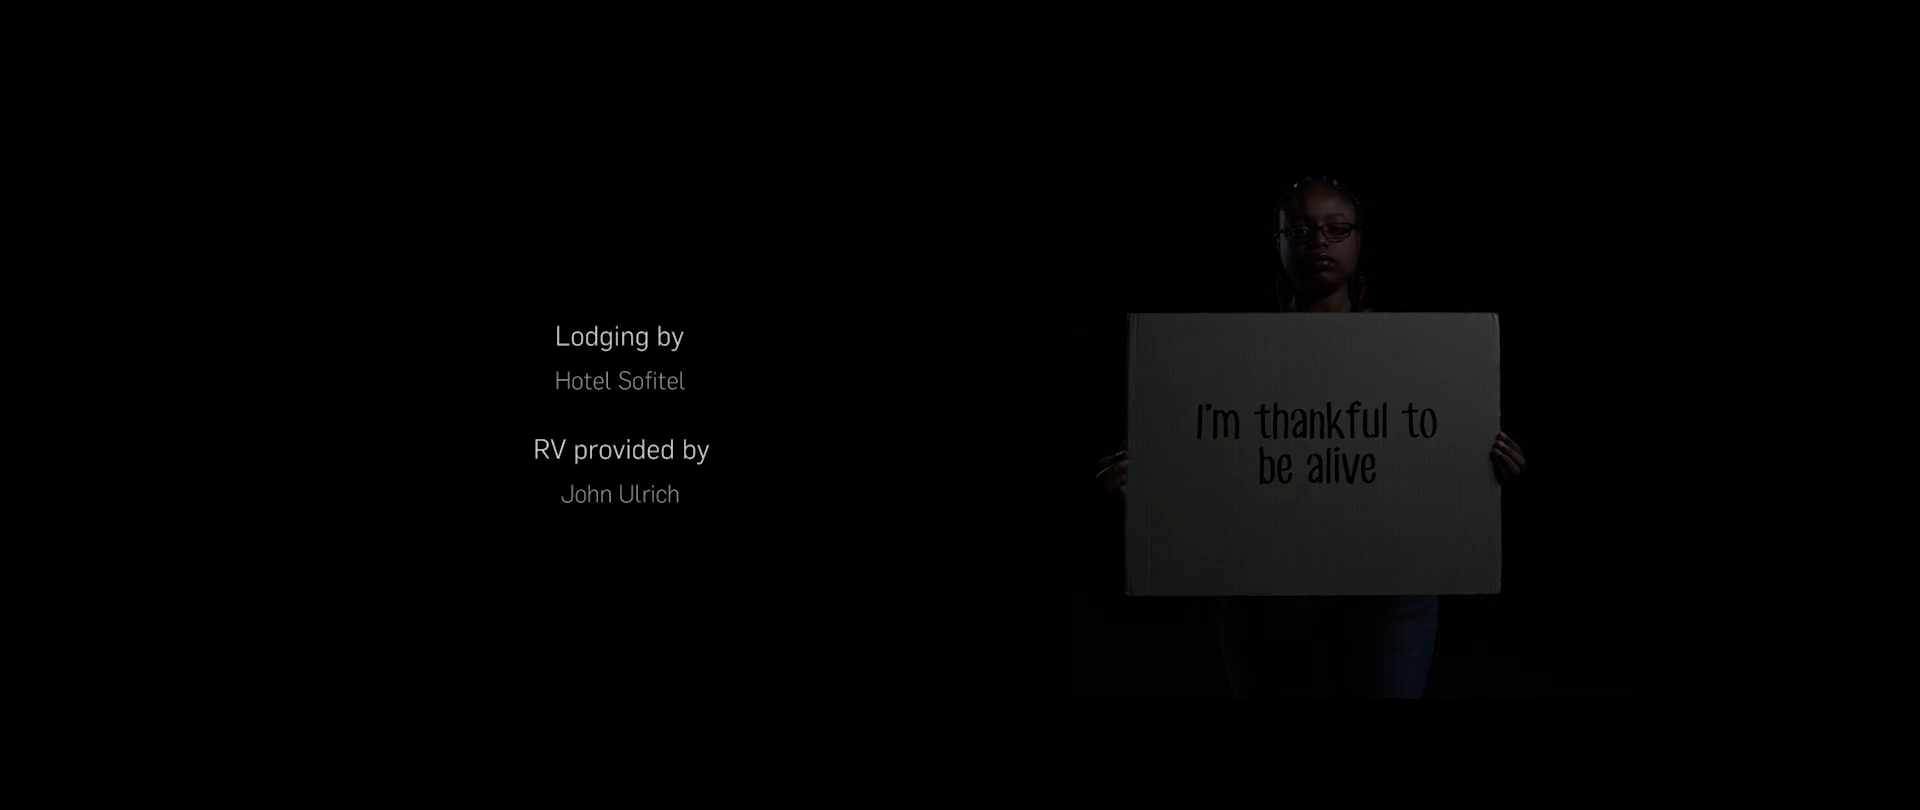 Lodging by
Hotel Sofitel
RV provided by
John Ulrich
I'm thankful to
be alive